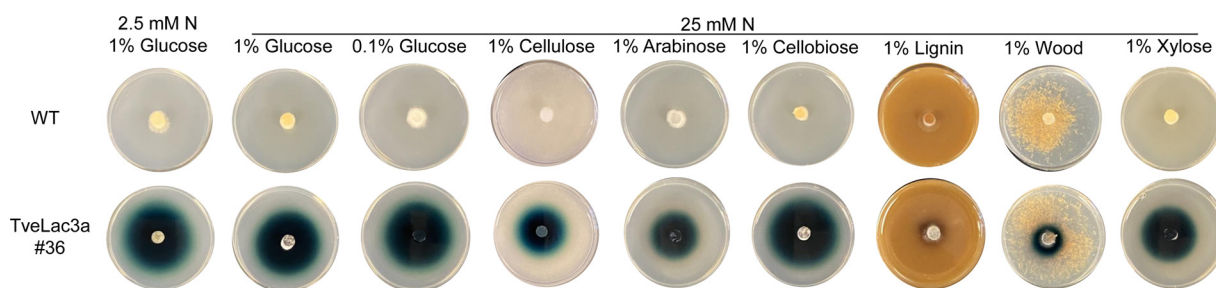 2.5 mM N
25 mM N
1% Glucose 1% Glucose 0.1% Glucose 1% Cellulose 1% Arabinose 1% Cellobiose 1% Lignin 1% Wood 1% Xylose
WT
TveLac3a
#36